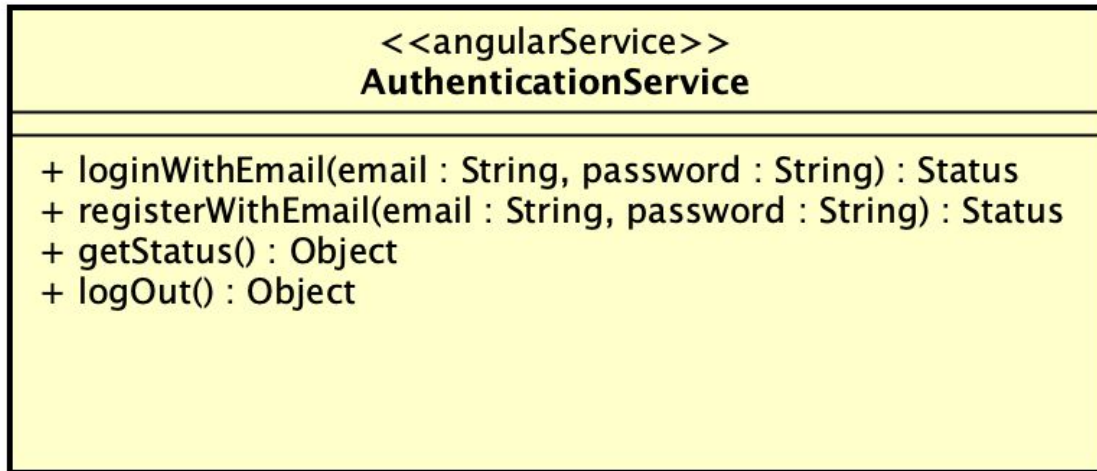 <<angularService>>
AuthenticationService
+ loginWithEmail(email : String, password : String) : Status
+ registerWithEmail(email : String, password : String) : Status
+ getStatus() : Object
+ logOut() : Object